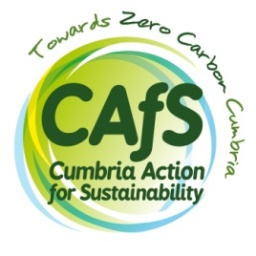 Towards Zero Carbon Cumbria
CAfS
Cumbria Action
for Sustainability